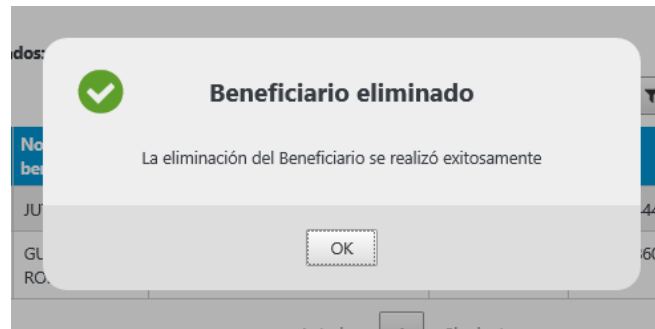 Beneficiario eliminado
La eliminación del Beneficiario se realizó exitosamente
OK